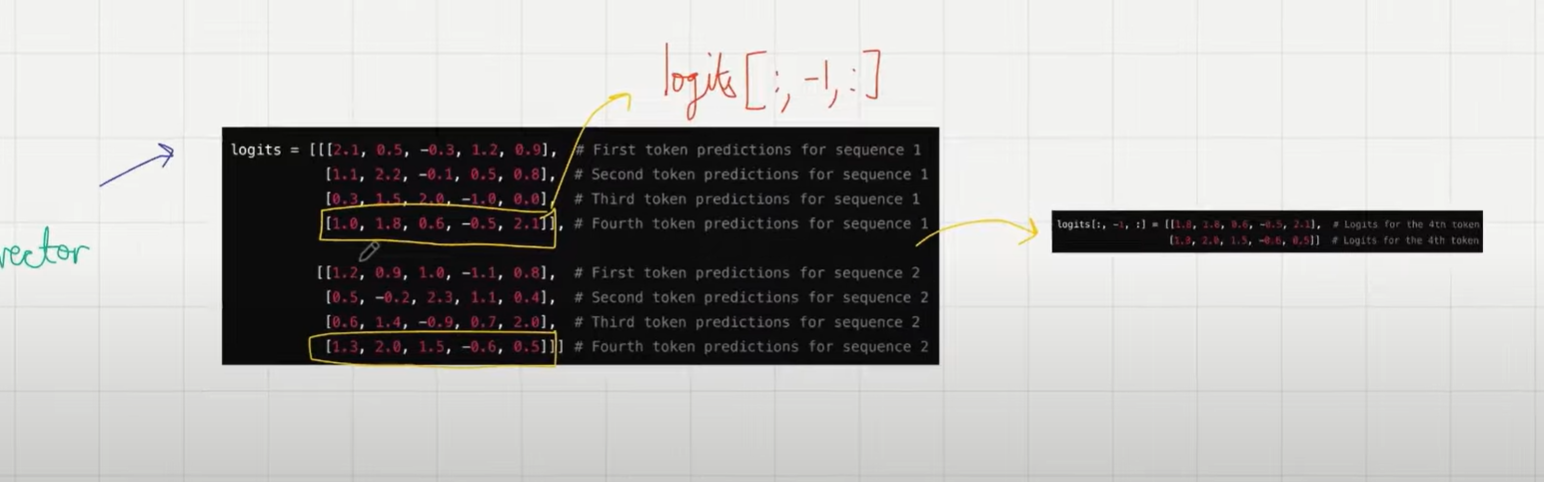 logits[:, -1, :]
logits = [[[2.1, 0.5, -0.3, 1.2, 0.9], # First token predictions for sequence 1
[1.1, 2.2, -0.1, 0.5, 0.8], # Second token predictions for sequence 1
[0.3, 1.5, 2.0, -1.0, 0.0], # Third token predictions for sequence 1
[1.0, 1.8, 0.6, -0.5, 2.1]], # Fourth token predictions for sequence 1
vector
[[1.2, 0.9, 1.0, -1.1, 0.8], # First token predictions for sequence 2
[0.5, -0.2, 2.3, 1.1, 0.4], # Second token predictions for sequence 2
[0.6, 1.4, -0.9, 0.7, 2.0], # Third token predictions for sequence 2
[1.3, 2.0, 1.5, -0.6, 0.5]]] # Fourth token predictions for sequence 2
logits[:, -1, :] = [[1.0, 1.8, 0.6, -0.5, 2.1], # Logits for the 4th token
[1.3, 2.0, 1.5, -0.6, 0.5]] # Logits for the 4th token